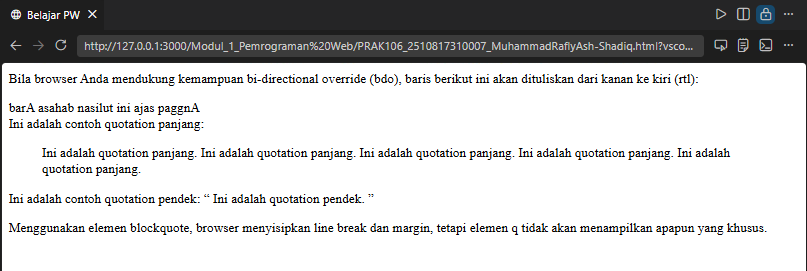 Belajar PW
http://127.0.0.1:3000/Modul_1_Pemrograman%20Web/PRAK106_2510817310007_MuhammadRaflyAsh-Shadiq.html?vsco...
Bila browser Anda mendukung kemampuan bi-directional override (bdo), baris berikut ini akan dituliskan dari kanan ke kiri (rtl):
barA asahab nasilut ini ajas paggnA
Ini adalah contoh quotation panjang:
Ini adalah quotation panjang. Ini adalah quotation panjang. Ini adalah quotation panjang. Ini adalah quotation panjang. Ini adalah
quotation panjang.
Ini adalah contoh quotation pendek: “ Ini adalah quotation pendek. ”
Menggunakan elemen blockquote, browser menyisipkan line break dan margin, tetapi elemen q tidak akan menampilkan apapun yang khusus.